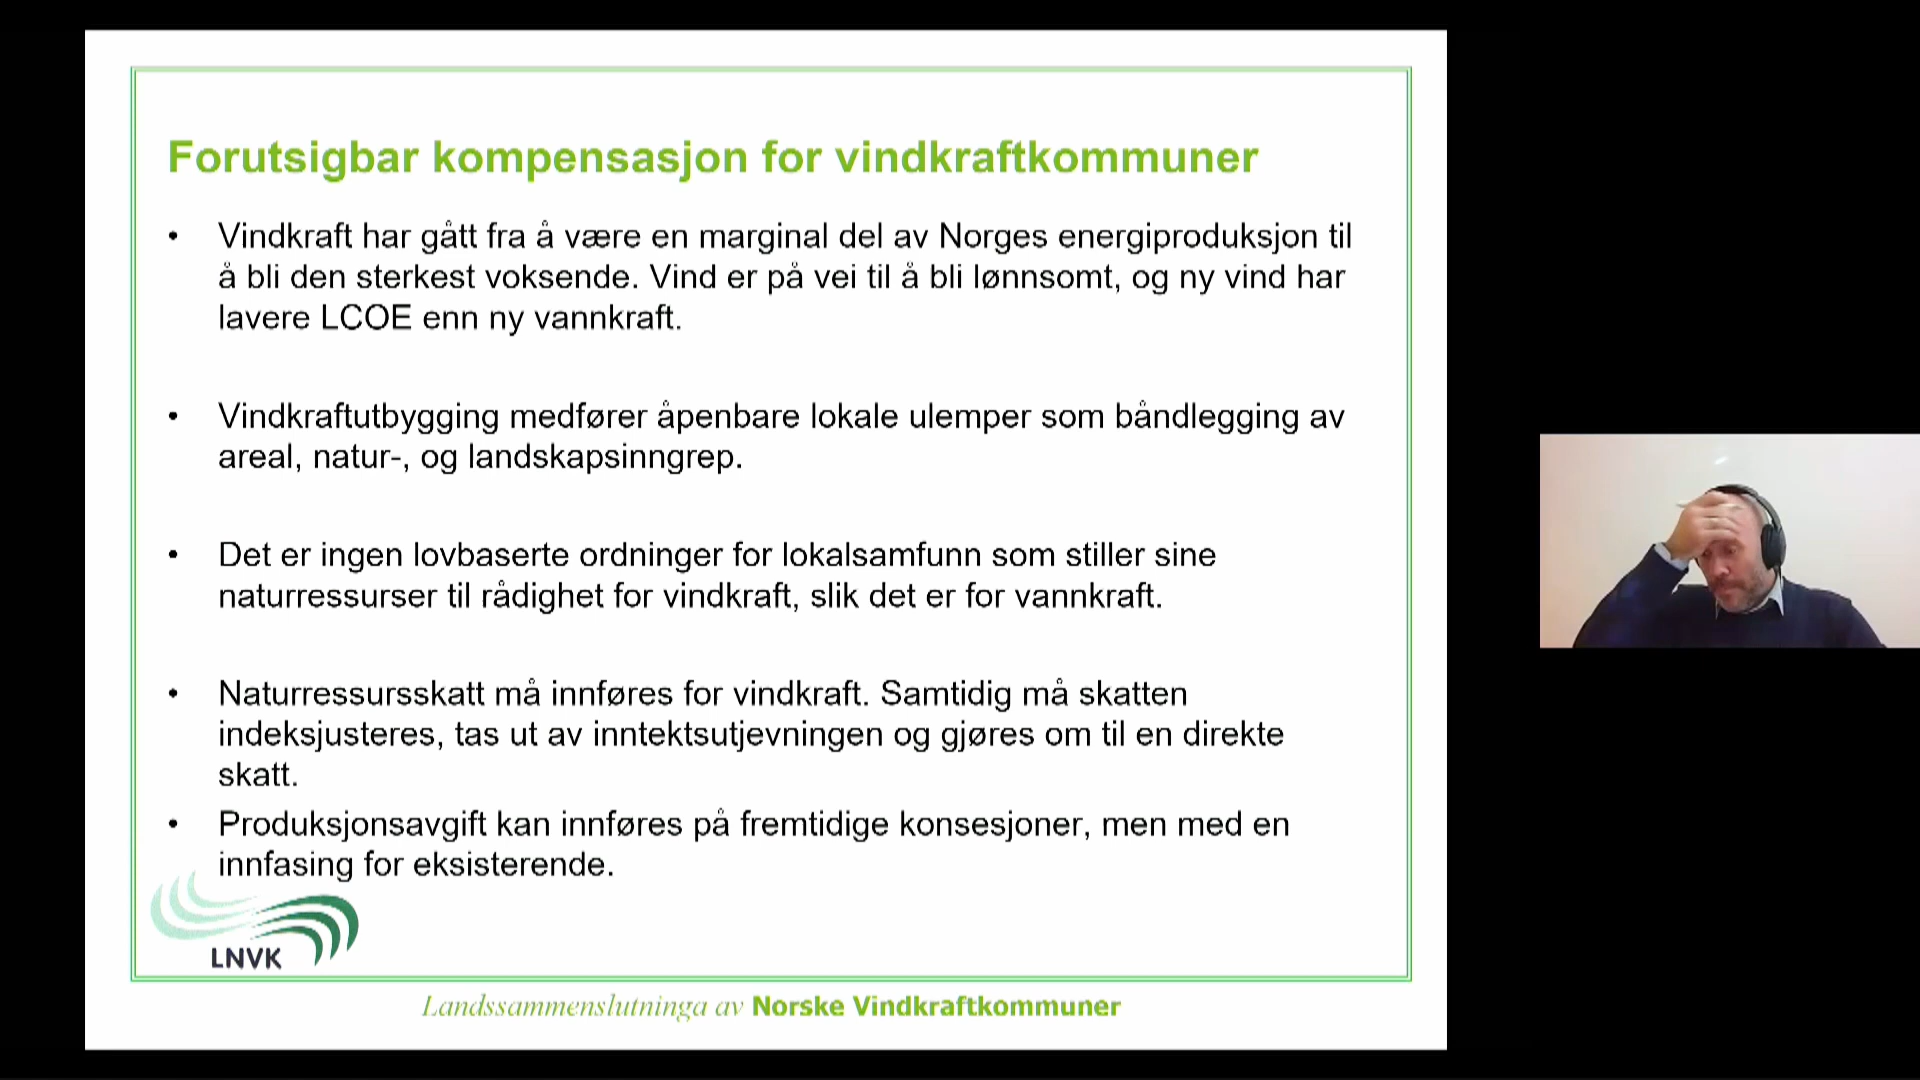 Forutsigbar kompensasjon for vindkraftkommuner
• Vindkraft har gått fra å være en marginal del av Norges energiproduksjon til
å bli den sterkest voksende. Vind er på vei til å bli lønnsomt, og ny vind har
lavere LCOE enn ny vannkraft.
• Vindkraftutbygging medfører åpenbare lokale ulemper som båndlegging av
areal, natur-, og landskapsinngrep.
• Det er ingen lovbaserte ordninger for lokalsamfunn som stiller sine
naturressurser til rådighet for vindkraft, slik det er for vannkraft.
• Naturressursskatt må innføres for vindkraft. Samtidig må skatten
indeksjusteres, tas ut av inntektsutjevningen og gjøres om til en direkte
skatt.
• Produksjonsavgift kan innføres på fremtidige konsesjoner, men med en
innfasing for eksisterende.
LNVK
Landssammenslutninga av Norske Vindkraftkommuner